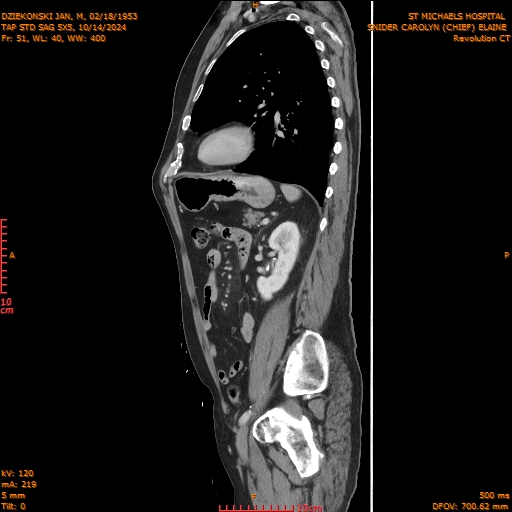 DZIEKONSKI JAN, M, 02/18/1953
TAP STD SAG 5X5, 10/14/2024
Fr: 51, WL: 40, WW: 400
H
ST MICHAELS HOSPITAL
SNIDER CAROLYN (CHIEF) ELAINE
Revolution CT
A
P
10
cm
kV: 120
mA: 219
5 mm
Tilt: 0
F
10cm
500 ms
DFOV: 700.62 mm